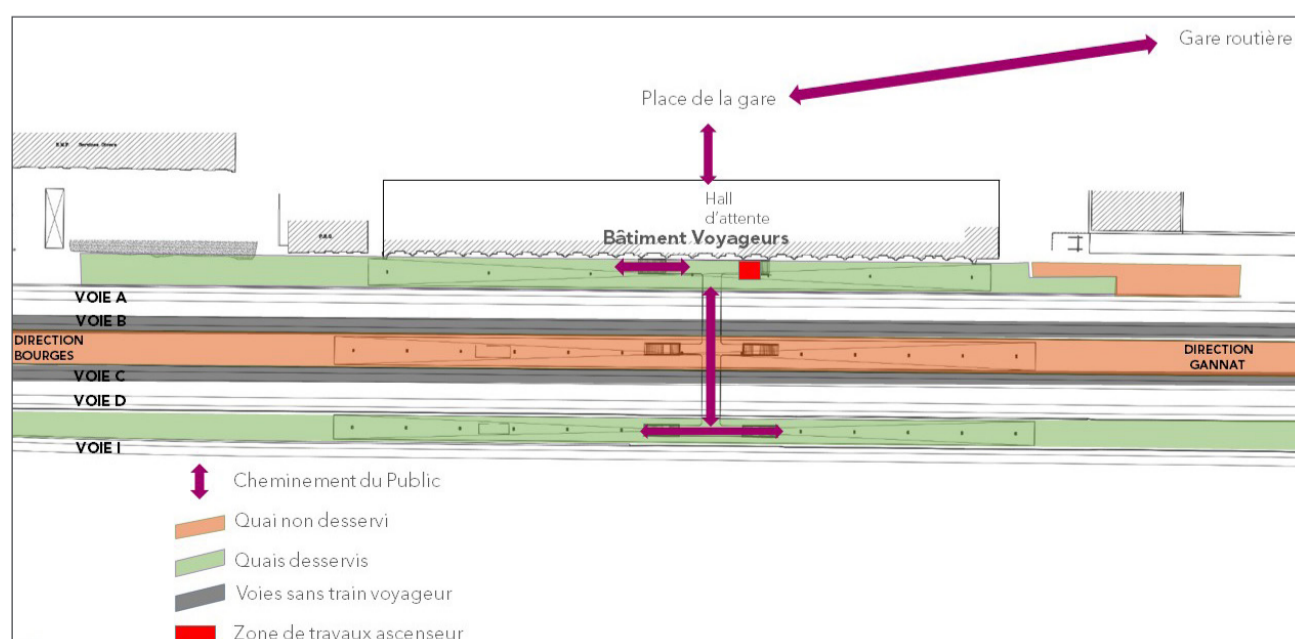 Gare routière
Place de la gare
Hall
d'attente
Bâtiment Voyageurs
VOIE A
VOIE B
DIRECTION
BOURGES
DIRECTION
GANNAT
VOIE C
VOIE D
VOIE I
Cheminement du Public
Quai non desservi
Quais desservis
Voies sans train voyageur
Zone de travaux ascenseur